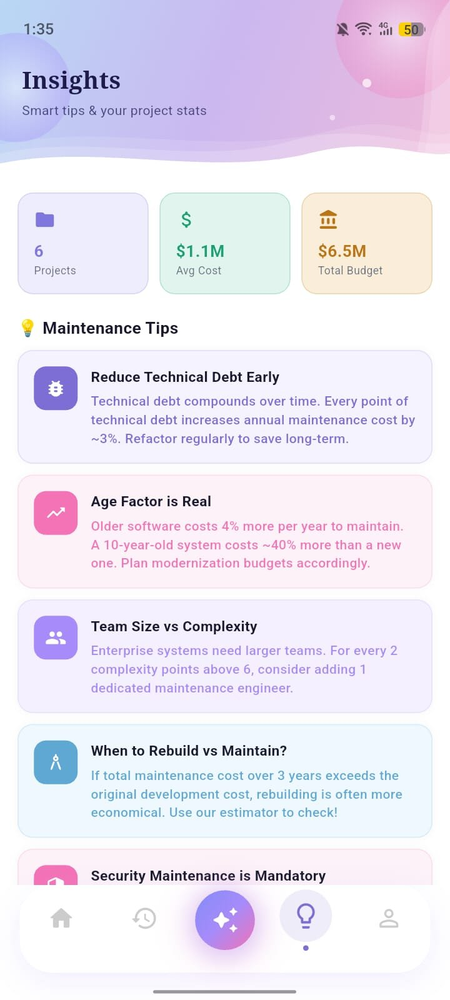 1:35
4G
50
Insights
Smart tips & your project stats
6
Projects
$1.1M
Avg Cost
$6.5M
Total Budget
💡 Maintenance Tips
Reduce Technical Debt Early
Technical debt compounds over time. Every point of
technical debt increases annual maintenance cost by
~3%. Refactor regularly to save long-term.
Age Factor is Real
Older software costs 4% more per year to maintain.
A 10-year-old system costs ~40% more than a new
one. Plan modernization budgets accordingly.
Team Size vs Complexity
Enterprise systems need larger teams. For every 2
complexity points above 6, consider adding 1
dedicated maintenance engineer.
When to Rebuild vs Maintain?
If total maintenance cost over 3 years exceeds the
original development cost, rebuilding is often more
economical. Use our estimator to check!
Security Maintenance is Mandatory